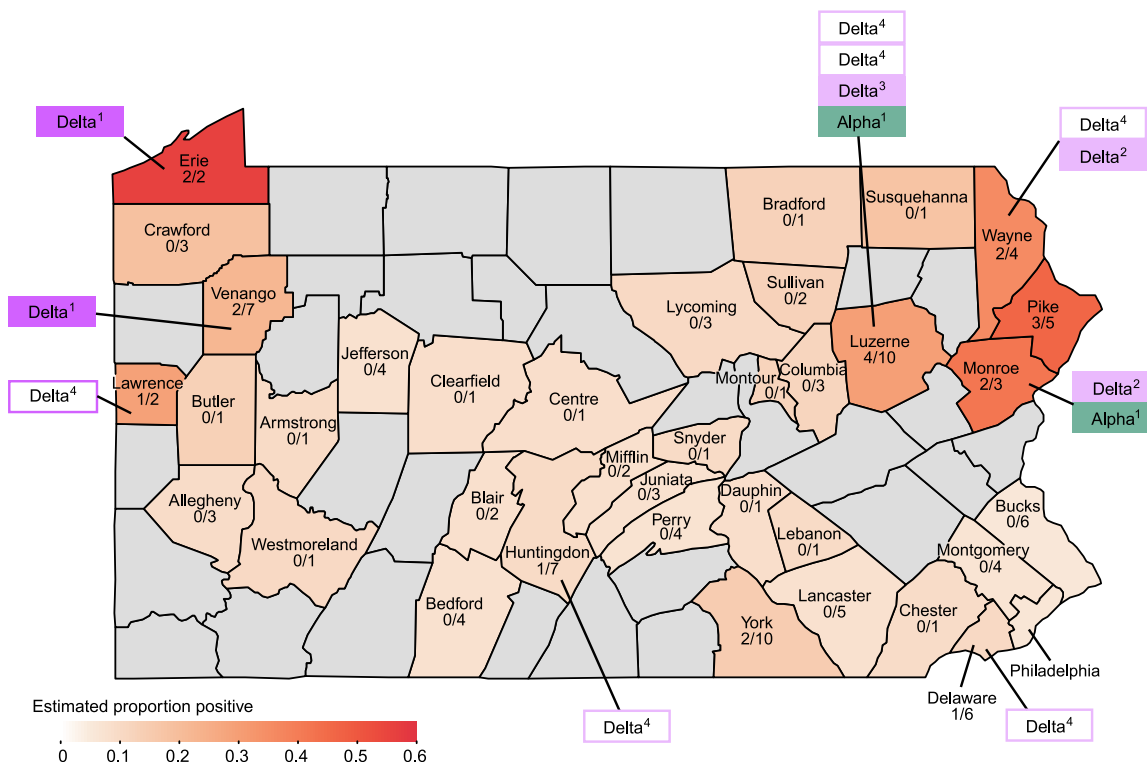 Delta⁴
Delta⁴
Delta³
Alpha¹
Delta¹
Delta⁴
Delta²
Erie
2/2
Bradford
0/1
Susquehanna
0/1
Crawford
0/3
Wayne
2/4
Venango
2/7
Sullivan
0/2
Lycoming
0/3
Pike
3/5
Delta¹
Jefferson
0/4
Luzerne
4/10
Clearfield
0/1
Columbia
0/3
Monroe
2/3
Montour
0/1
Lawrence
1/2
Delta⁴
Butler
0/1
Centre
0/1
Delta²
Alpha¹
Armstrong
0/1
Snyder
0/1
Mifflin
0/2
Juniata
0/3
Allegheny
0/3
Blair
0/2
Dauphin
0/1
Bucks
0/6
Perry
0/4
Lebanon
0/1
Westmoreland
0/1
Huntingdon
1/7
Montgomery
0/4
Bedford
0/4
Lancaster
0/5
Chester
0/1
York
2/10
Philadelphia
Delaware
1/6
Delta⁴
Delta⁴
Estimated proportion positive
0 0.1 0.2 0.3 0.4 0.5 0.6